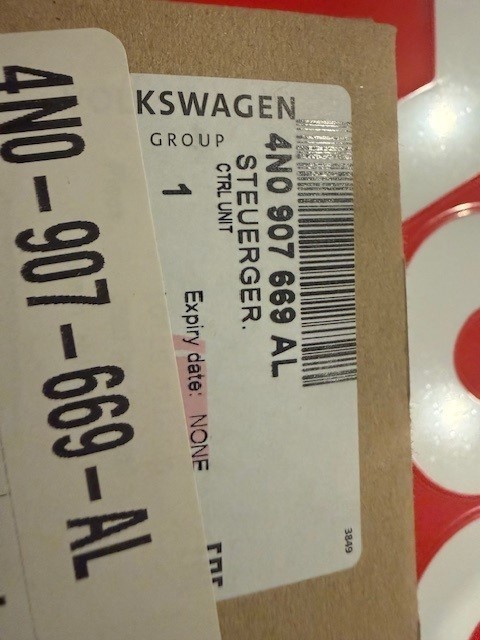 4N0-907-669-AL
KSWAGEN
GROUP
4N0 907 669 AL
STEUERGER.
CTRL UNIT
1
Expiry date: NONE
3849